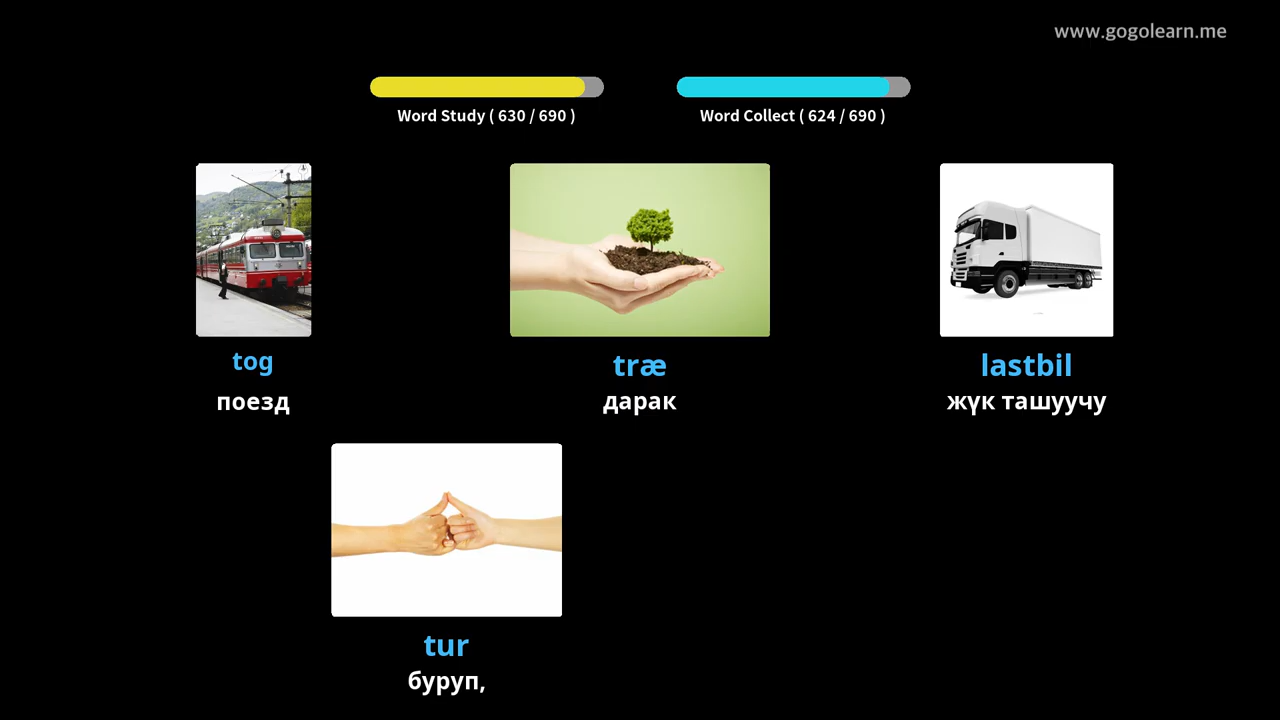 www.gogolearn.me
Word Study ( 630 / 690 )
Word Collect ( 624 / 690 )
tog
поезд
træ
дарак
lastbil
жүк ташуучу
tur
буруп,